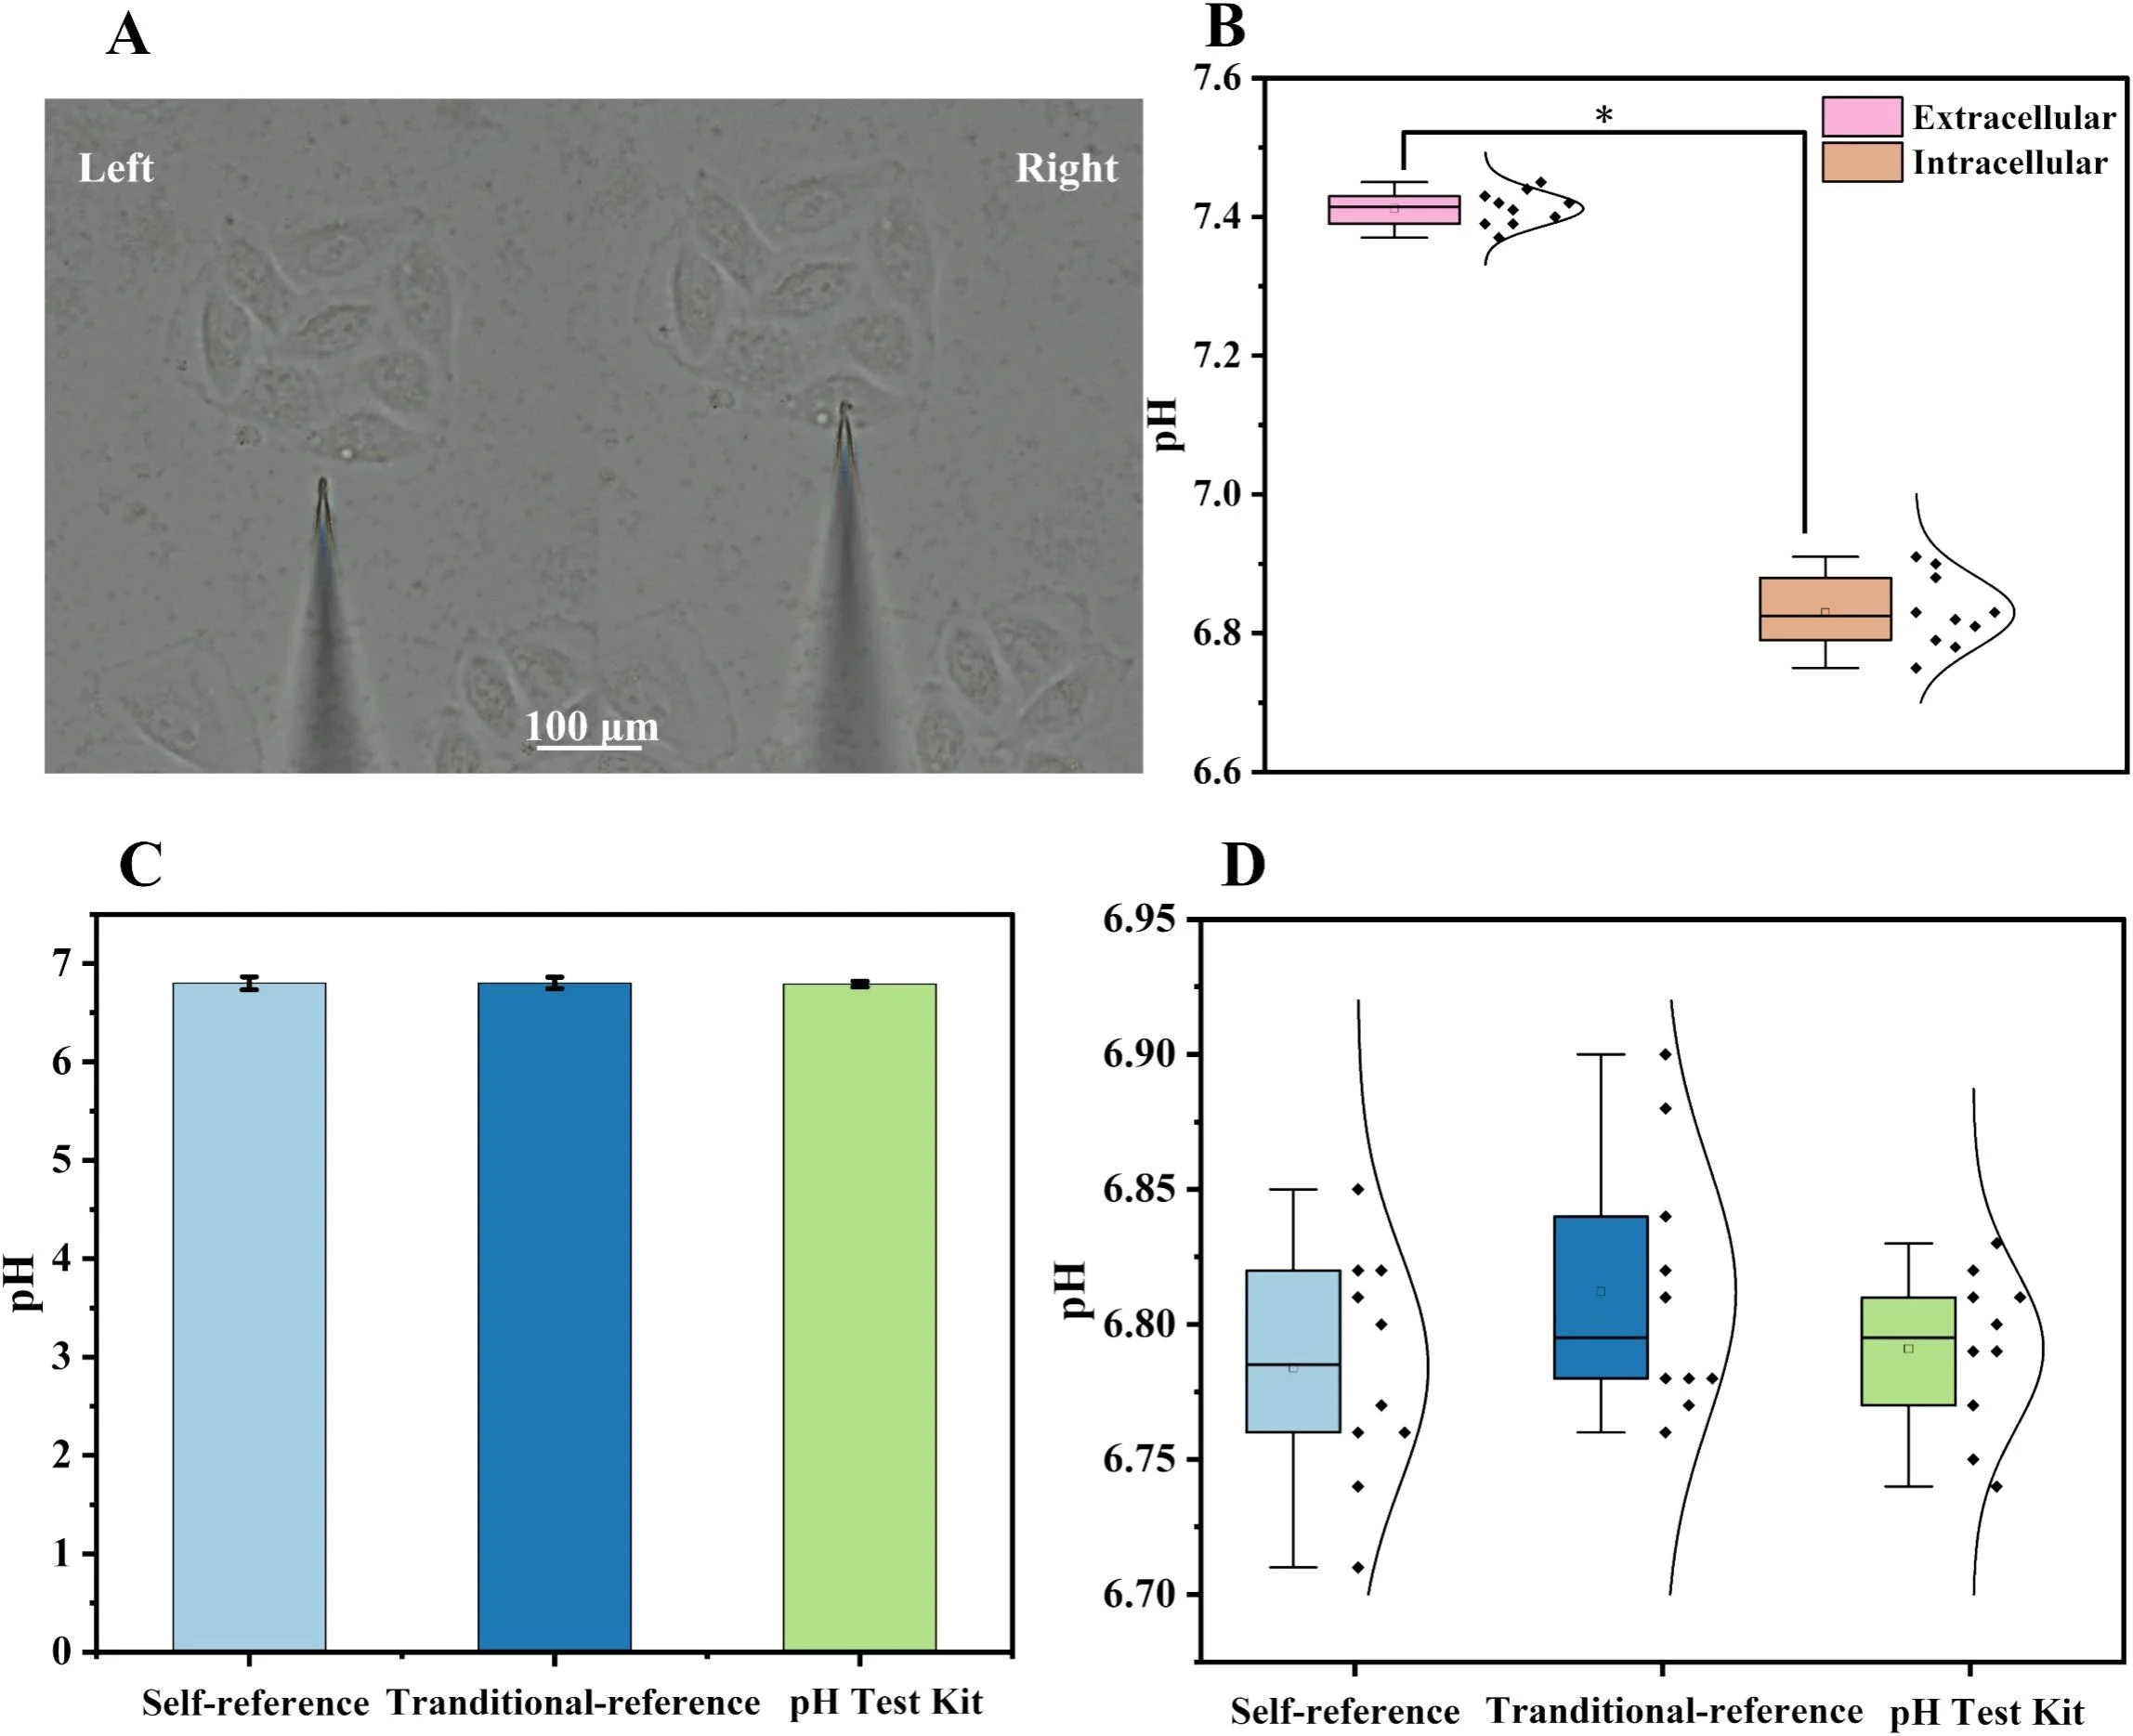 A
Left
Right
100 µm
B
7.6
7.4
7.2
7.0
6.8
6.6
pH
*
Extracellular
Intracellular
C
7
6
5
4
3
2
1
0
pH
Self-reference Tranditional-reference pH Test Kit
D
6.95
6.90
6.85
6.80
6.75
6.70
pH
Self-reference Tranditional-reference pH Test Kit